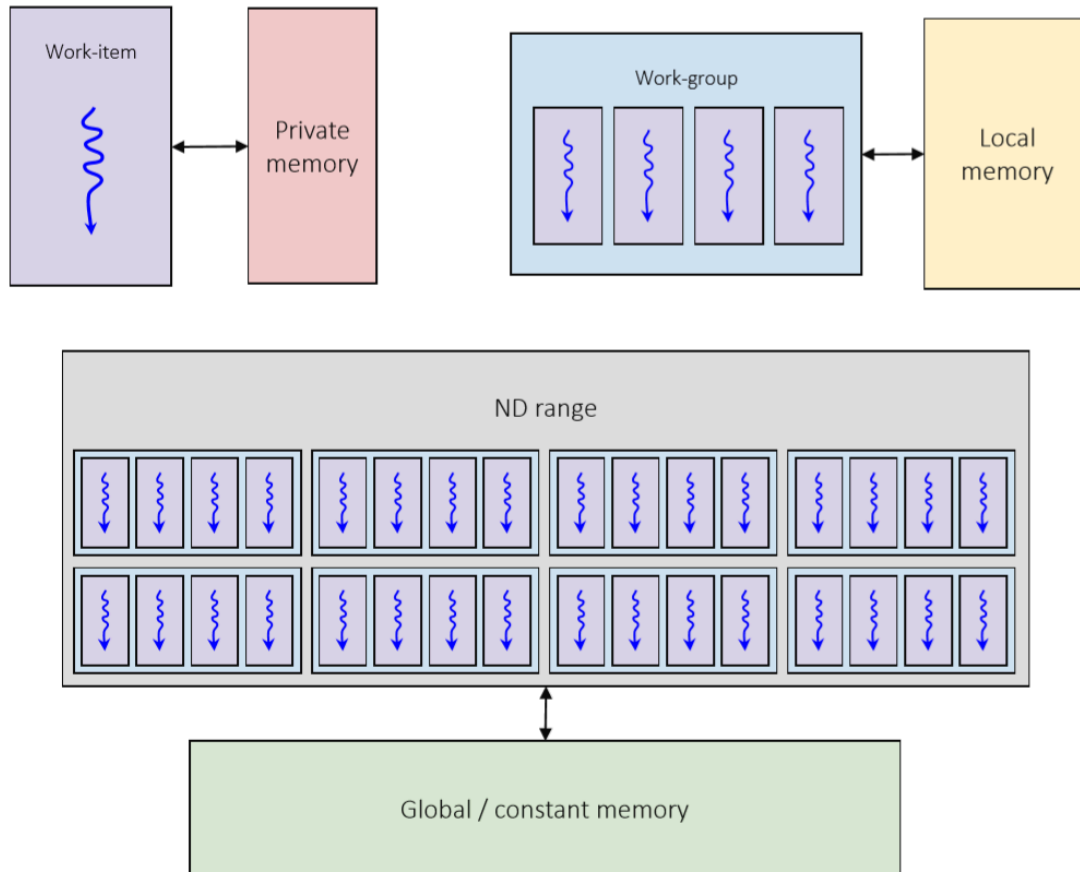 Work-item
Private
memory
Work-group
Local
memory
ND range
Global / constant memory